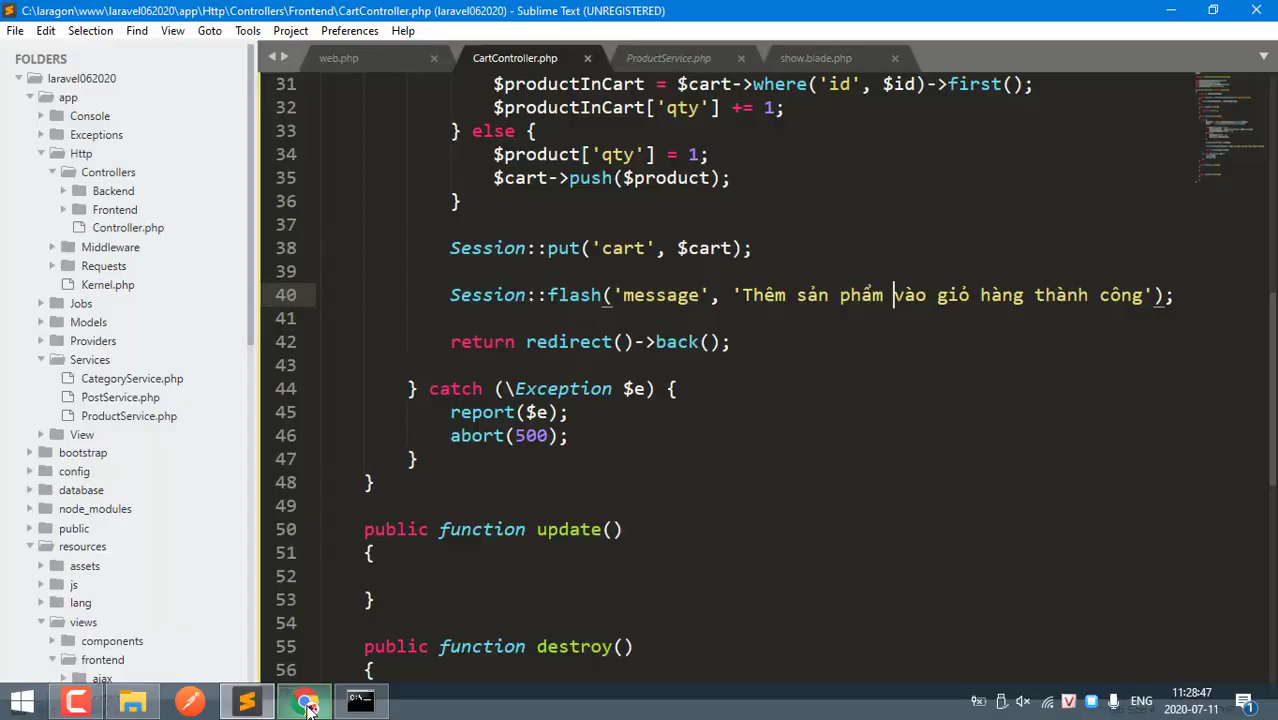 C:\laragon\www\laravel062020\app\Http\Controllers\Frontend\CartController.php (laravel062020) - Sublime Text (UNREGISTERED)
File Edit Selection Find View Goto Tools Project Preferences Help
FOLDERS
laravel062020
app
Console
Exceptions
Http
Controllers
Backend
Frontend
Controller.php
Middleware
Requests
Kernel.php
Jobs
Models
Providers
Services
CategoryService.php
PostService.php
ProductService.php
View
bootstrap
config
database
node_modules
public
resources
assets
js
lang
views
components
frontend
ajax
web.php CartController.php ProductService.php show.blade.php
31 $productInCart = $cart->where('id', $id)->first();
32 $productInCart['qty'] += 1;
33 } else {
34 $product['qty'] = 1;
35 $cart->push($product);
36 }
37
38 Session::put('cart', $cart);
39
40 Session::flash('message', 'Thêm sản phẩm vào giỏ hàng thành công');
41
42 return redirect()->back();
43
44 } catch (\Exception $e) {
45 report($e);
46 abort(500);
47 }
48 }
49
50 public function update()
51 {
52
53 }
54
55 public function destroy()
56 {
ENG
11:28:47
2020-07-11